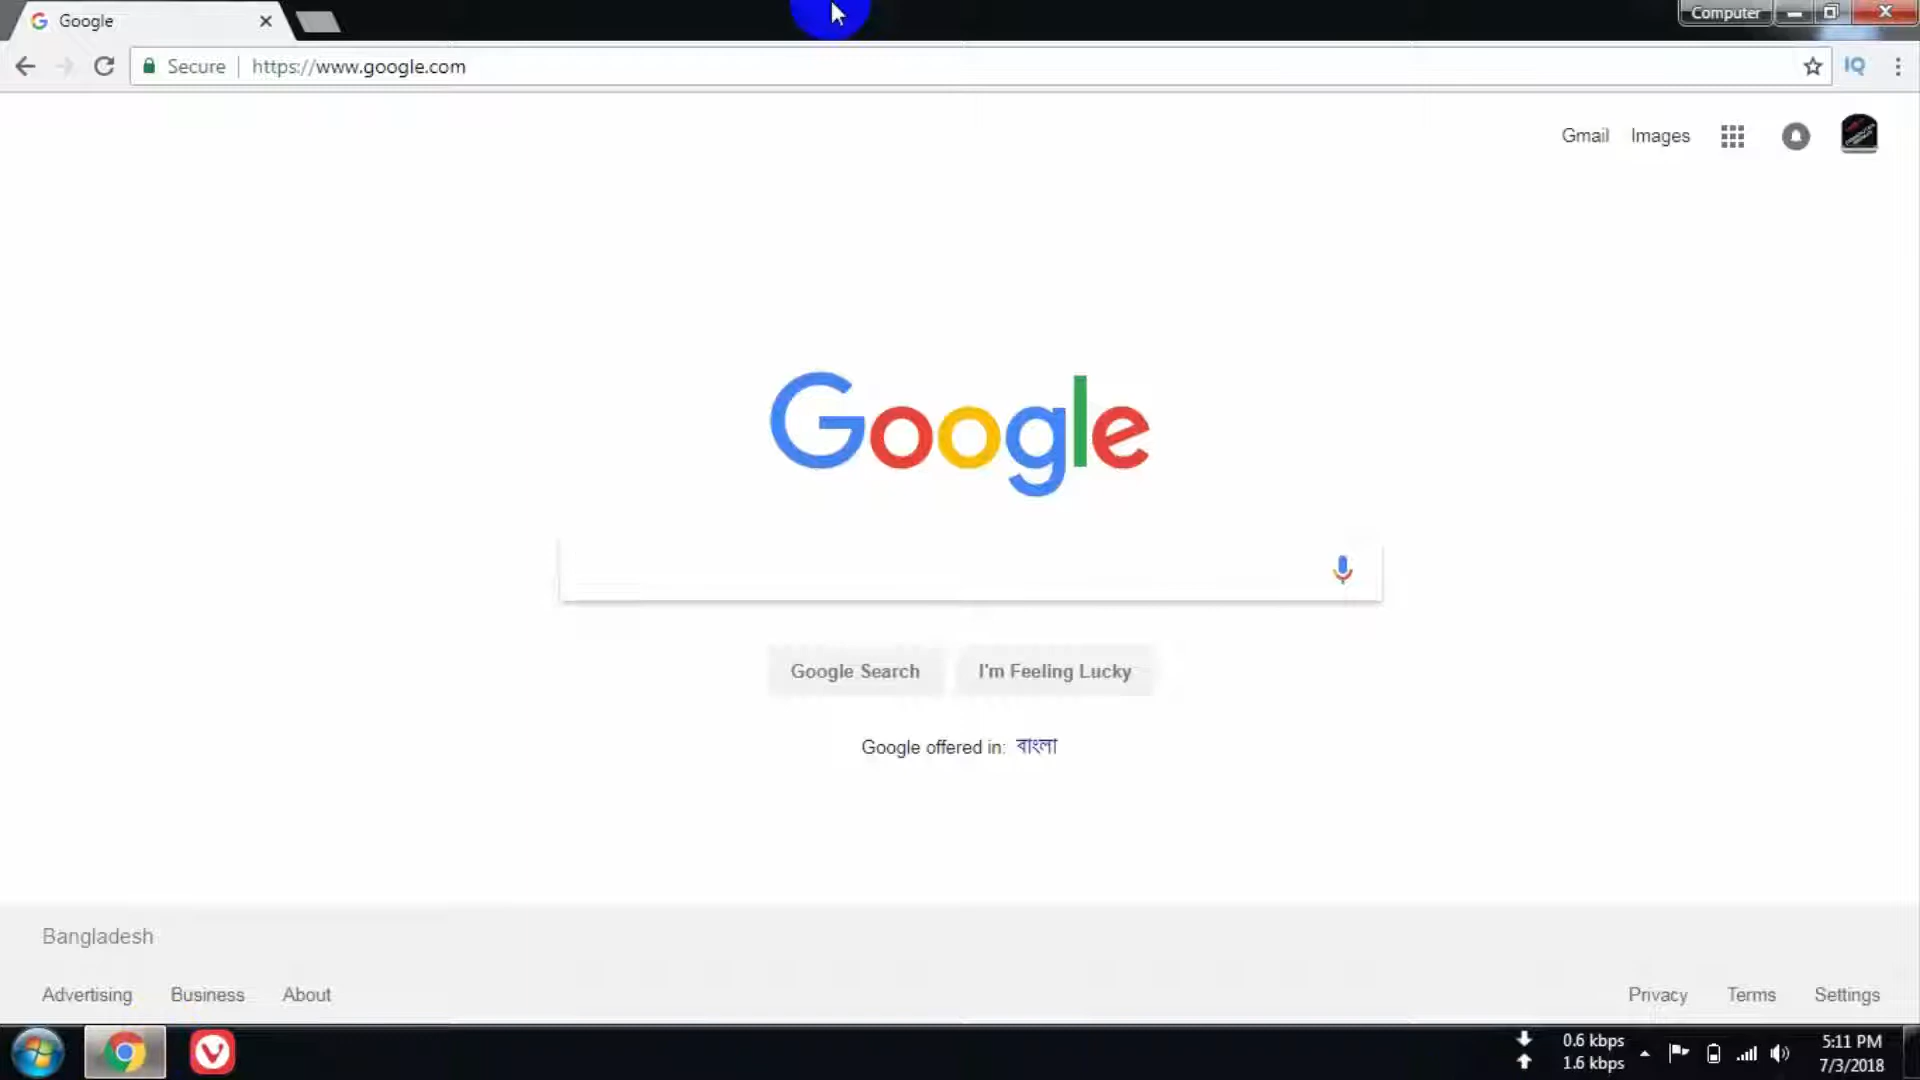 Google
Computer
Secure
https://www.google.com
IQ
Gmail Images
Google
Google Search I'm Feeling Lucky
Google offered in: বাংলা
Bangladesh
Advertising Business About
Privacy Terms Settings
0.6 kbps
1.6 kbps
5:11 PM
7/3/2018